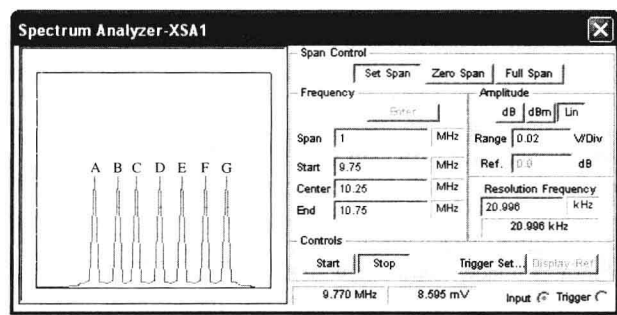 Spectrum Analyzer-XSA1
A B C D E F G
Span Control
Set Span Zero Span Full Span
Frequency
Enter
Span 1 MHz
Start 9.75 MHz
Center 10.25 MHz
End 10.75 MHz
Amplitude
dB dBm Lin
Range 0.02 V/Div
Ref. 0.0 dB
Resolution Frequency
20.996 kHz
20.996 kHz
Controls
Start Stop Trigger Set... Display-Ref
9.770 MHz 8.595 mV Input Trigger